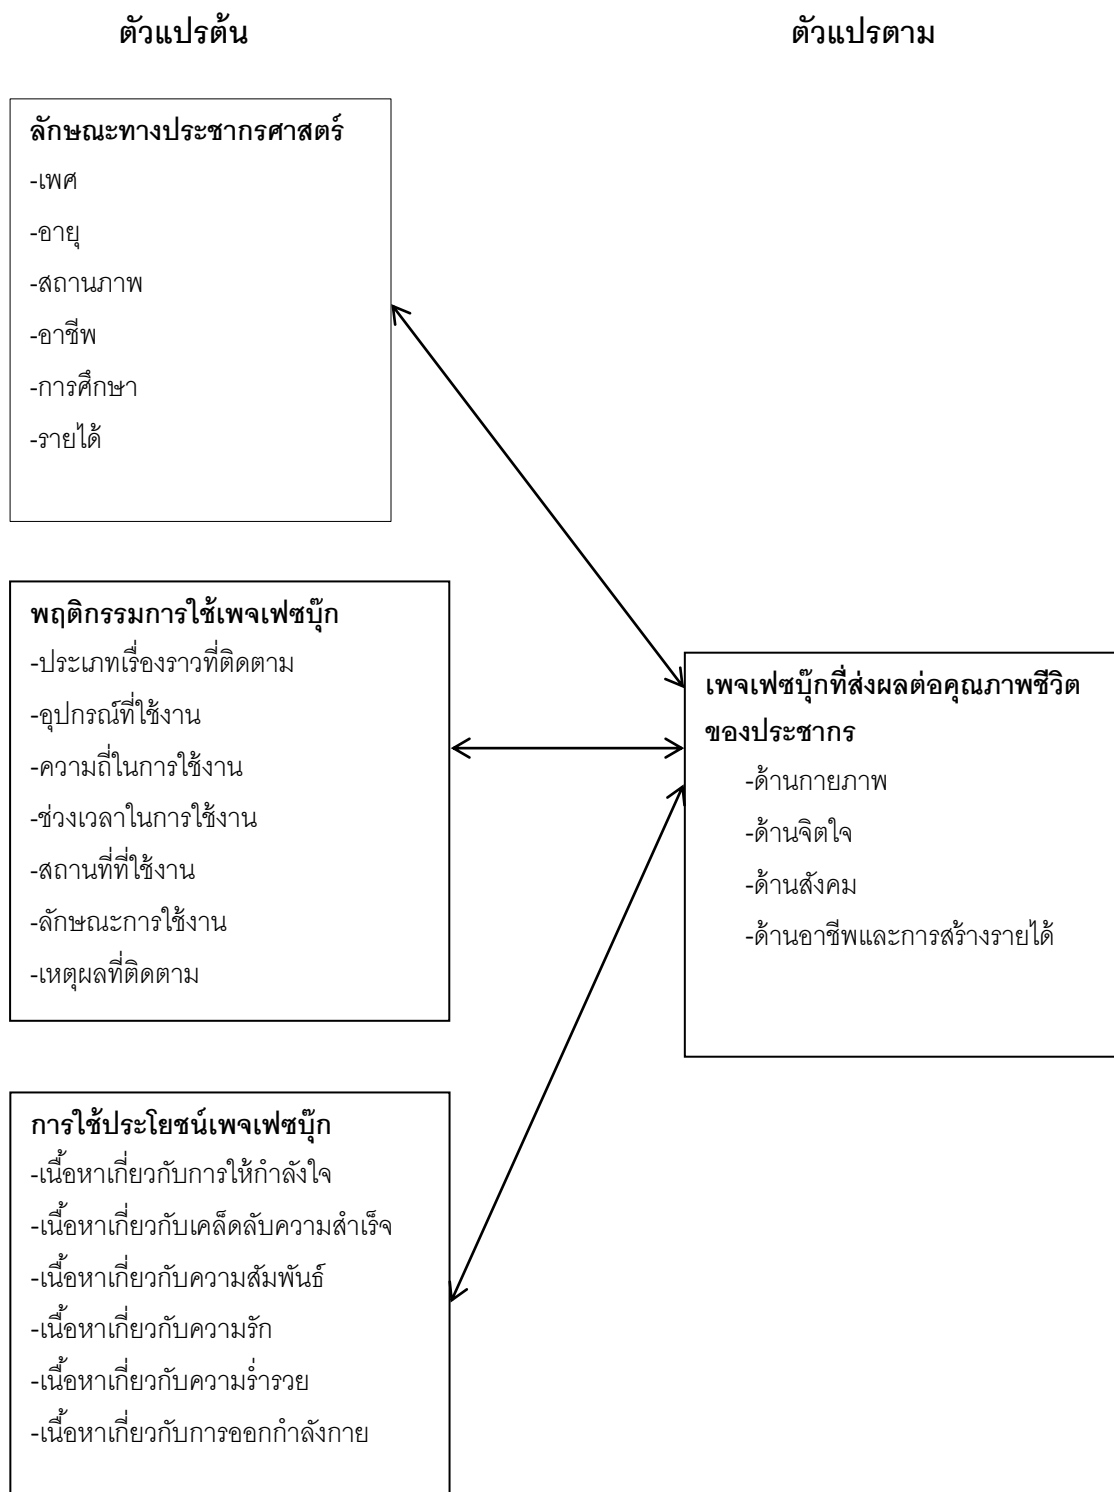 ตัวแปรต้น
ตัวแปรตาม
ลักษณะทางประชากรศาสตร์
-เพศ
-อายุ
-สถานภาพ
-อาชีพ
-การศึกษา
-รายได้
พฤติกรรมการใช้เพจเฟซบุ๊ก
-ประเภทเรื่องราวที่ติดตาม
-อุปกรณ์ที่ใช้งาน
-ความถี่ในการใช้งาน
-ช่วงเวลาในการใช้งาน
-สถานที่ที่ใช้งาน
-ลักษณะการใช้งาน
-เหตุผลที่ติดตาม
การใช้ประโยชน์เพจเฟซบุ๊ก
-เนื้อหาเกี่ยวกับการให้กำลังใจ
-เนื้อหาเกี่ยวกับเคล็ดลับความสำเร็จ
-เนื้อหาเกี่ยวกับความสัมพันธ์
-เนื้อหาเกี่ยวกับความรัก
-เนื้อหาเกี่ยวกับความร่ำรวย
-เนื้อหาเกี่ยวกับการออกกำลังกาย
เพจเฟซบุ๊กที่ส่งผลต่อคุณภาพชีวิต
ของประชากร
-ด้านกายภาพ
-ด้านจิตใจ
-ด้านสังคม
-ด้านอาชีพและการสร้างรายได้